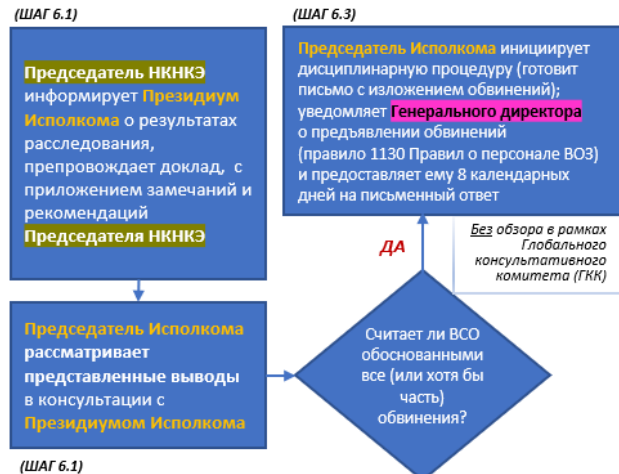 (ШАГ 6.1)
Председатель НКНКЭ
информирует Президиум
Исполкома о результатах
расследования,
препровождает доклад, с
приложением замечаний и
рекомендаций
Председателя НКНКЭ
Председатель Исполкома
рассматривает
представленные выводы
в консультации с
Президиумом Исполкома
(ШАГ 6.1)
(ШАГ 6.3)
Председатель Исполкома инициирует
дисциплинарную процедуру (готовит
письмо с изложением обвинений);
уведомляет Генерального директора
о предъявлении обвинений
(правило 1130 Правил о персонале ВОЗ)
и предоставляет ему 8 календарных
дней на письменный ответ
ДА
Без обзора в рамках
Глобального
консультативного
комитета (ГКК)
Считает ли ВСО
обоснованными
все (или хотя бы
часть)
обвинения?